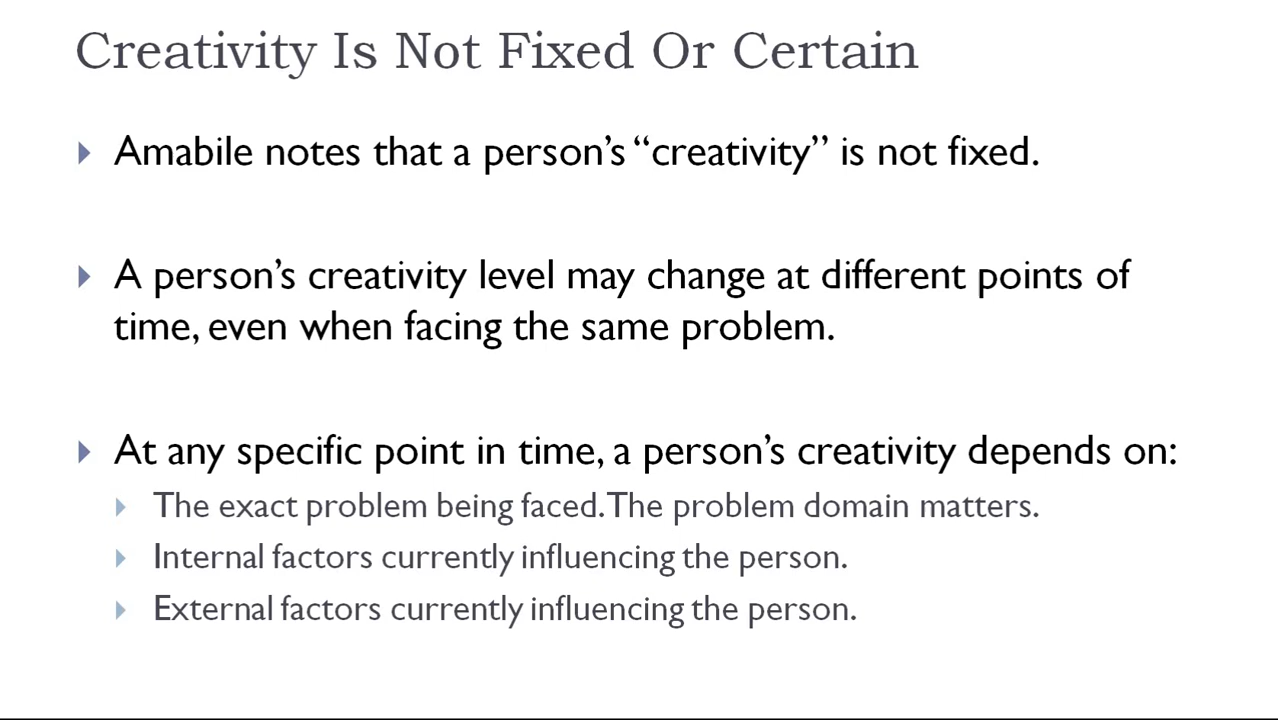 Creativity Is Not Fixed Or Certain
Amabile notes that a person’s “creativity” is not fixed.
A person’s creativity level may change at different points of
time, even when facing the same problem.
At any specific point in time, a person’s creativity depends on:
The exact problem being faced. The problem domain matters.
Internal factors currently influencing the person.
External factors currently influencing the person.